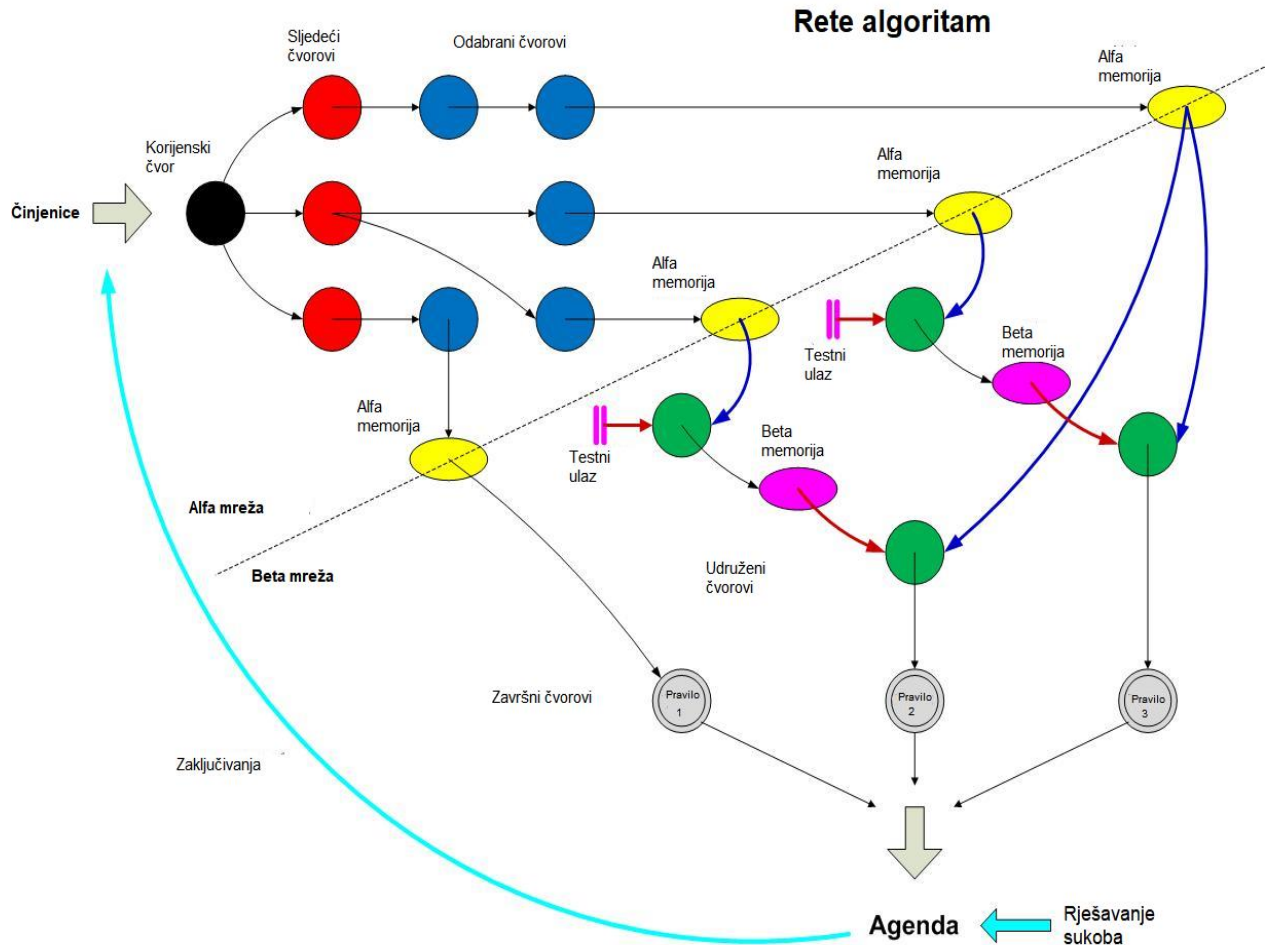 Rete algoritam
Sljedeći
čvorovi
Odabrani čvorovi
Alfa
memorija
Korijenski
čvor
Alfa
memorija
Činjenice
Alfa
memorija
Testni
ulaz
Beta
memorija
Alfa
memorija
Testni
ulaz
Beta
memorija
Alfa mreža
Beta mreža
Udruženi
čvorovi
Završni čvorovi
Pravilo
1
Pravilo
2
Pravilo
3
Zaključivanja
Agenda
Rješavanje
sukoba